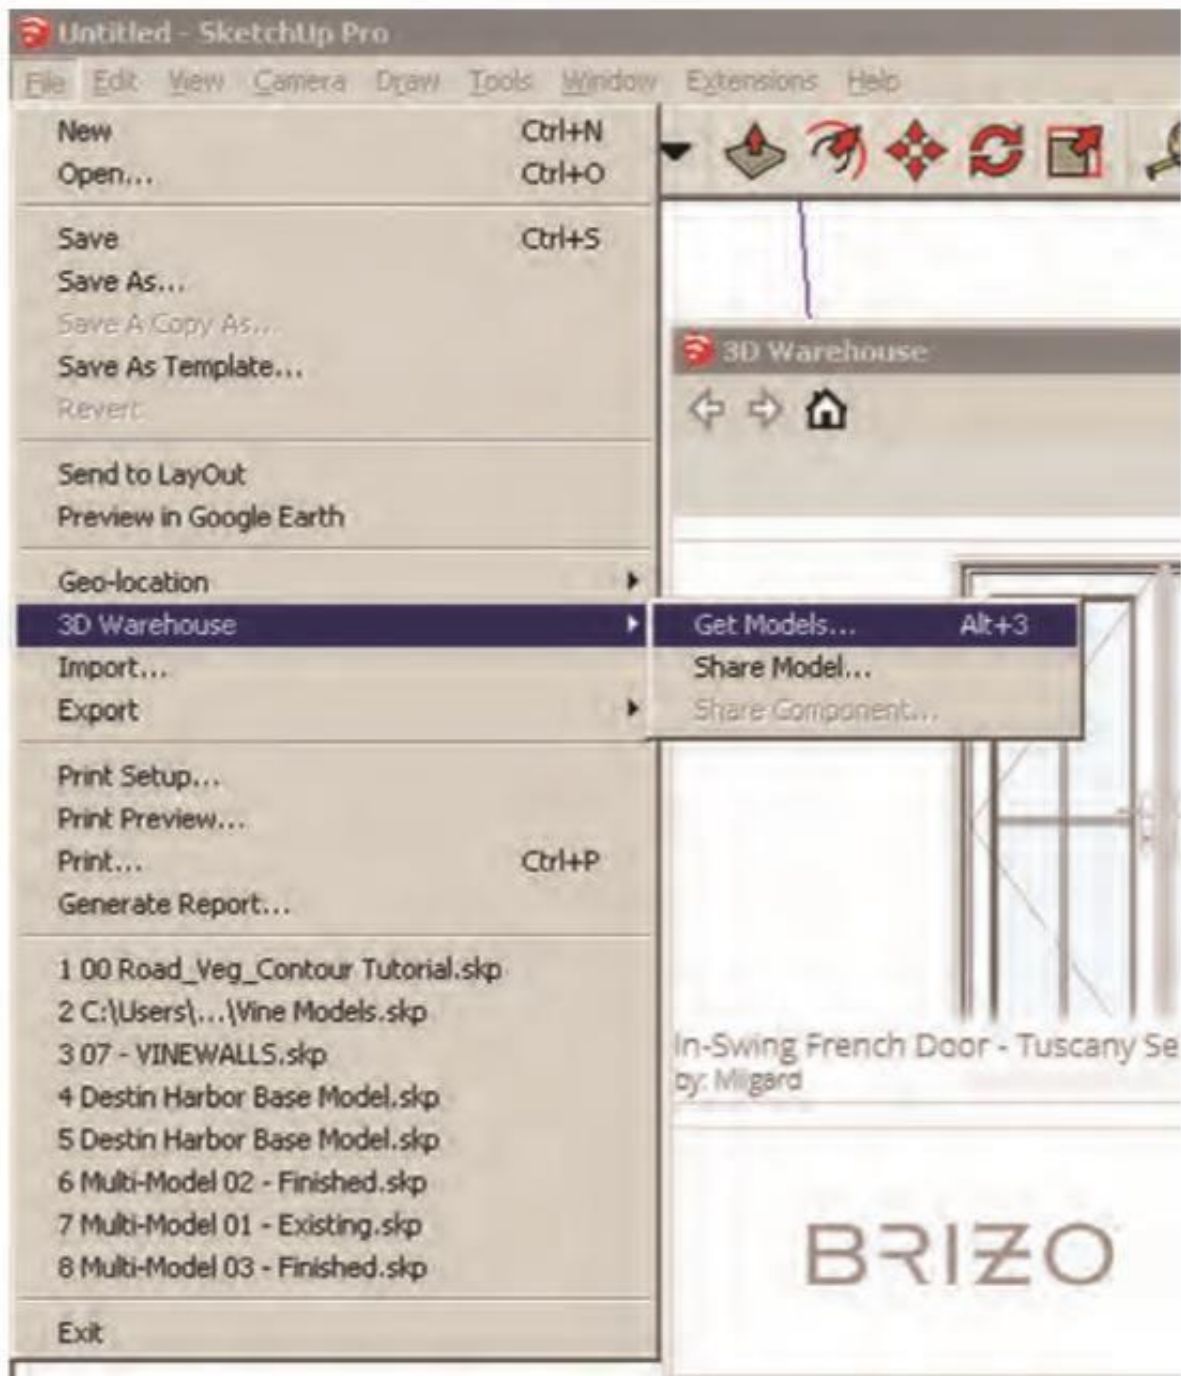 Untitled - SketchUp Pro
File Edit View Camera Draw Tools Window Extensions Help
New Ctrl+N
Open... Ctrl+O
Save Ctrl+S
Save As...
Save A Copy As...
Save As Template...
Revert
Send to LayOut
Preview in Google Earth
Geo-location
3D Warehouse
Import...
Export
Print Setup...
Print Preview...
Print... Ctrl+P
Generate Report...
1 00 Road_Veg_Contour Tutorial.skp
2 C:\Users\...\Vine Models.skp
3 07 - VINEWALLS.skp
4 Destin Harbor Base Model.skp
5 Destin Harbor Base Model.skp
6 Multi-Model 02 - Finished.skp
7 Multi-Model 01 - Existing.skp
8 Multi-Model 03 - Finished.skp
Exit
Get Models... Alt+3
Share Model...
Share Component...
3D Warehouse
In-Swing French Door - Tuscany Se
by: Milgard
BRIZO